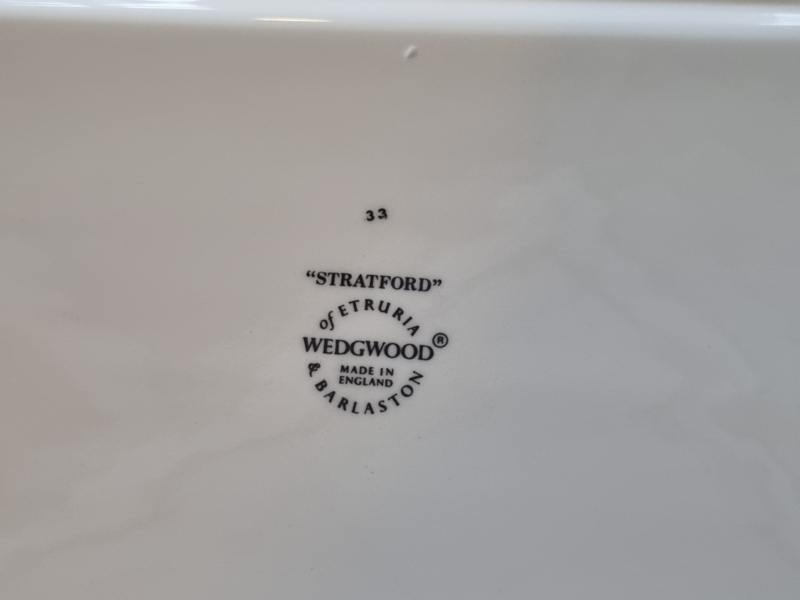 33
“STRATFORD”
of ETRURIA
WEDGWOOD®
MADE IN
ENGLAND
& BARLASTON